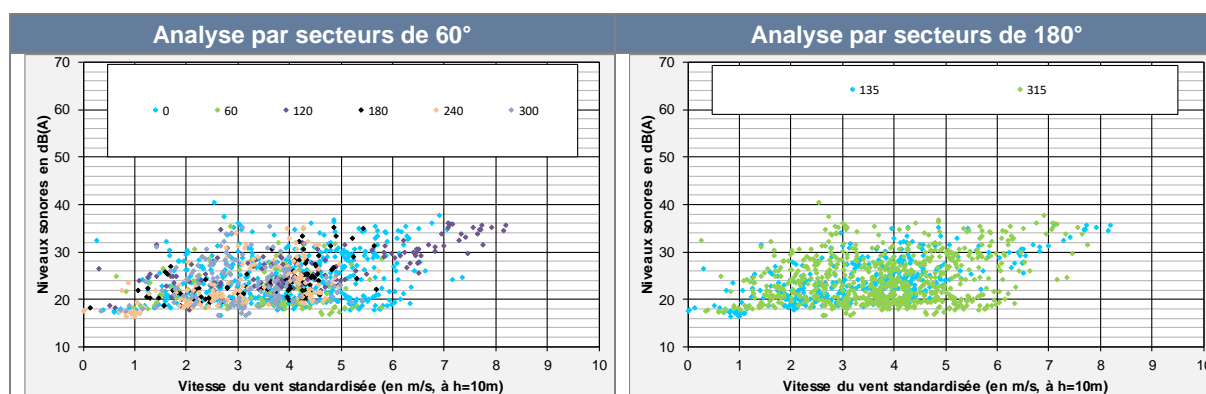 Analyse par secteurs de 60°
Analyse par secteurs de 180°
Niveaux sonores en dB(A)
70
60
50
40
30
20
10
0
60
120
180
240
300
0 1 2 3 4 5 6 7 8 9 10
Vitesse du vent standardisée (en m/s, à h=10m)
Niveaux sonores en dB(A)
70
60
50
40
30
20
10
135
315
0 1 2 3 4 5 6 7 8 9 10
Vitesse du vent standardisée (en m/s, à h=10m)